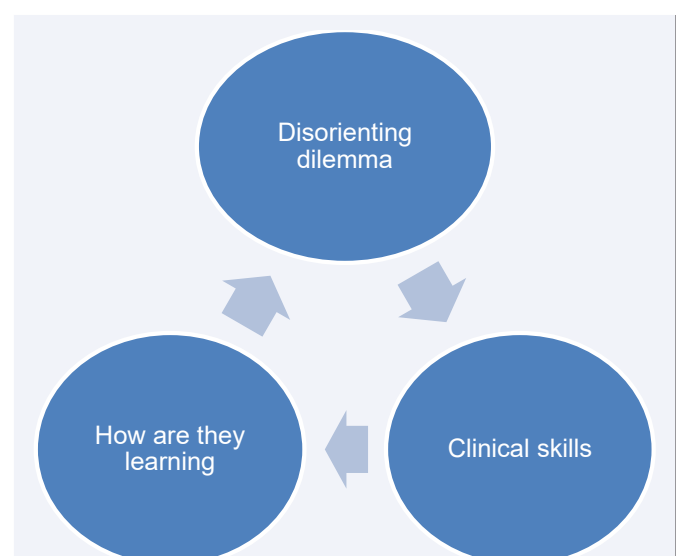 Disorienting
dilemma
How are they
learning
Clinical skills